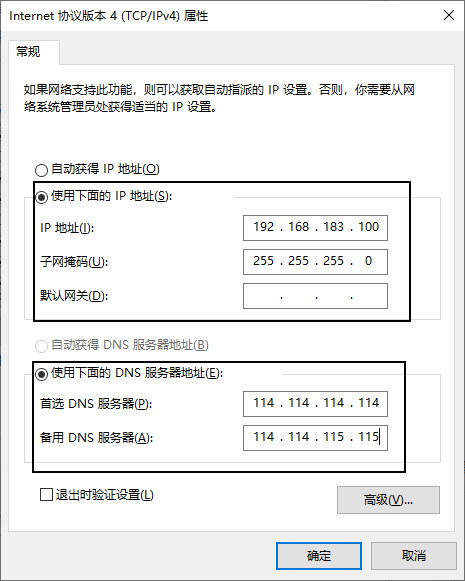 Internet 协议版本 4 (TCP/IPv4) 属性
常规
如果网络支持此功能，则可以获取自动指派的 IP 设置。否则，你需要从网
络系统管理员处获得适当的 IP 设置。
自动获得 IP 地址(O)
使用下面的 IP 地址(S):
IP 地址(I): 192 . 168 . 183 . 100
子网掩码(U): 255 . 255 . 255 . 0
默认网关(D): . . .
自动获得 DNS 服务器地址(B)
使用下面的 DNS 服务器地址(E):
首选 DNS 服务器(P): 114 . 114 . 114 . 114
备用 DNS 服务器(A): 114 . 114 . 115 . 115
退出时验证设置(L)
高级(V)...
确定 取消